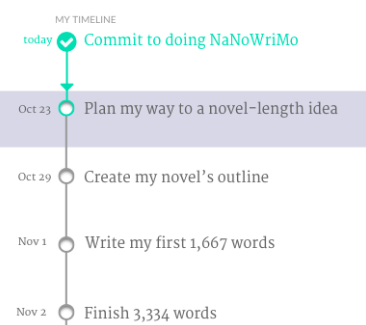 MY TIMELINE
today Commit to doing NaNoWriMo
Oct 23 Plan my way to a novel-length idea
Oct 29 Create my novel's outline
Nov 1 Write my first 1,667 words
Nov 2 Finish 3,334 words